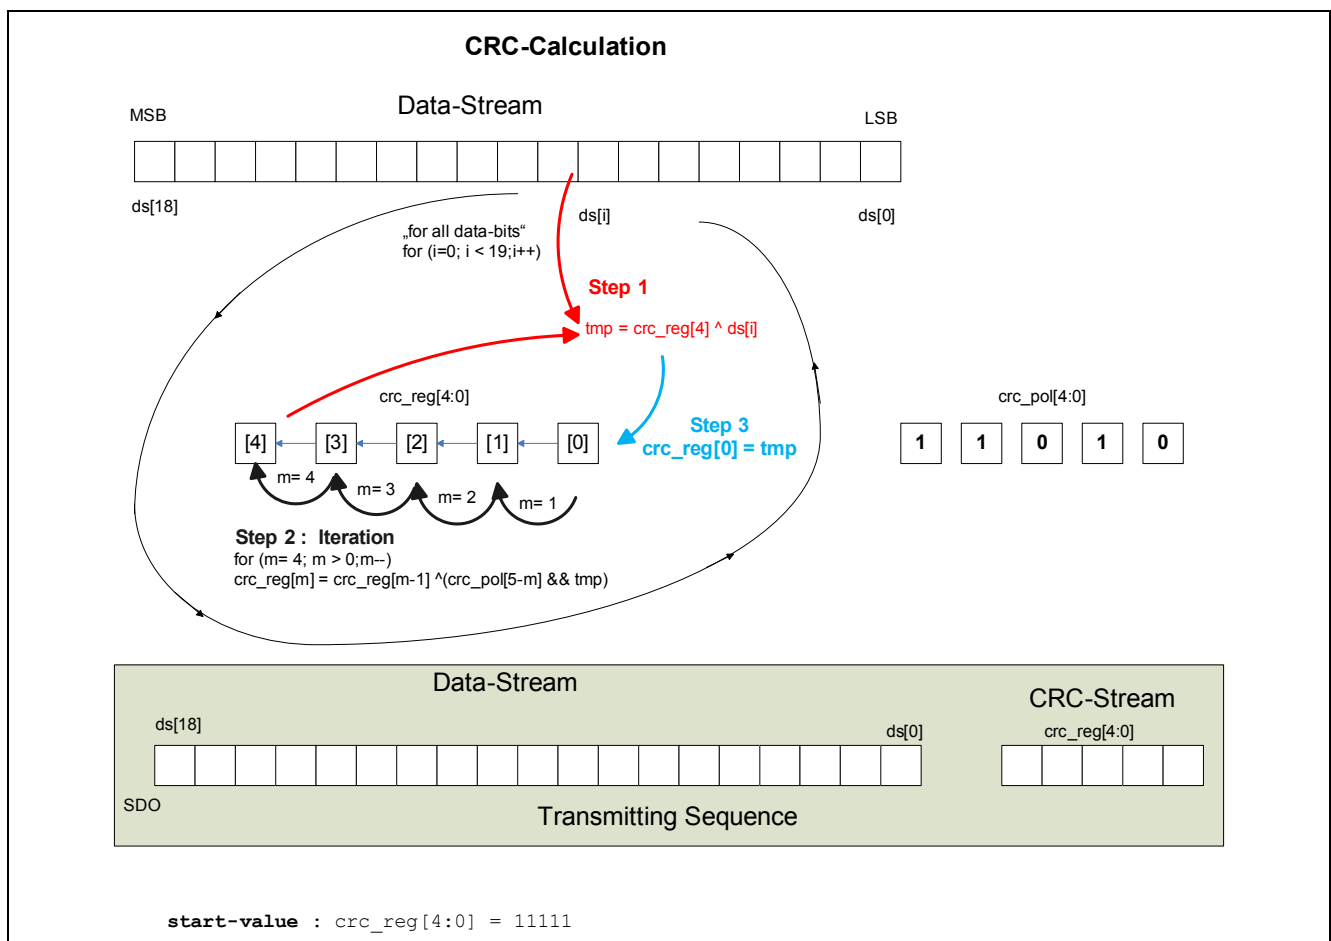 CRC-Calculation
Data-Stream
MSB
LSB
ds[18]
ds[i]
ds[0]
„for all data-bits“
for (i=0; i < 19;i++)
Step 1
tmp = crc_reg[4] ^ ds[i]
crc_reg[4:0]
crc_pol[4:0]
[4] [3] [2] [1] [0]
Step 3
crc_reg[0] = tmp
1 1 0 1 0
m= 4
m= 3
m= 2
m= 1
Step 2 : Iteration
for (m= 4; m > 0;m--)
crc_reg[m] = crc_reg[m-1] ^(crc_pol[5-m] && tmp)
Data-Stream
CRC-Stream
ds[18]
ds[0]
crc_reg[4:0]
SDO
Transmitting Sequence
start-value : crc_reg[4:0] = 11111